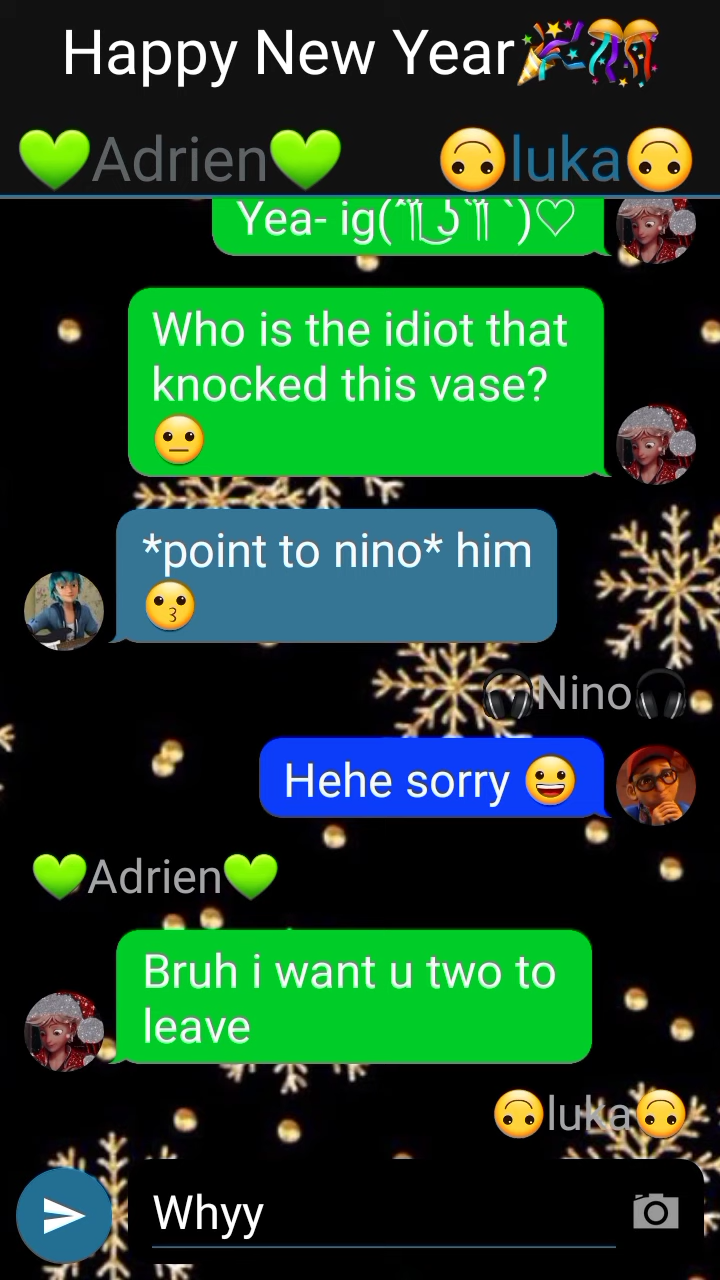 Happy New Year🎉🎊
💚Adrien💚 🙃luka🙃
Yea- ig( )♡
Who is the idiot that
knocked this vase?
😐
*point to nino* him
😗
🎧Nino🎧
Hehe sorry 😀
💚Adrien💚
Bruh i want u two to
leave
🙃luka🙃
Whyy